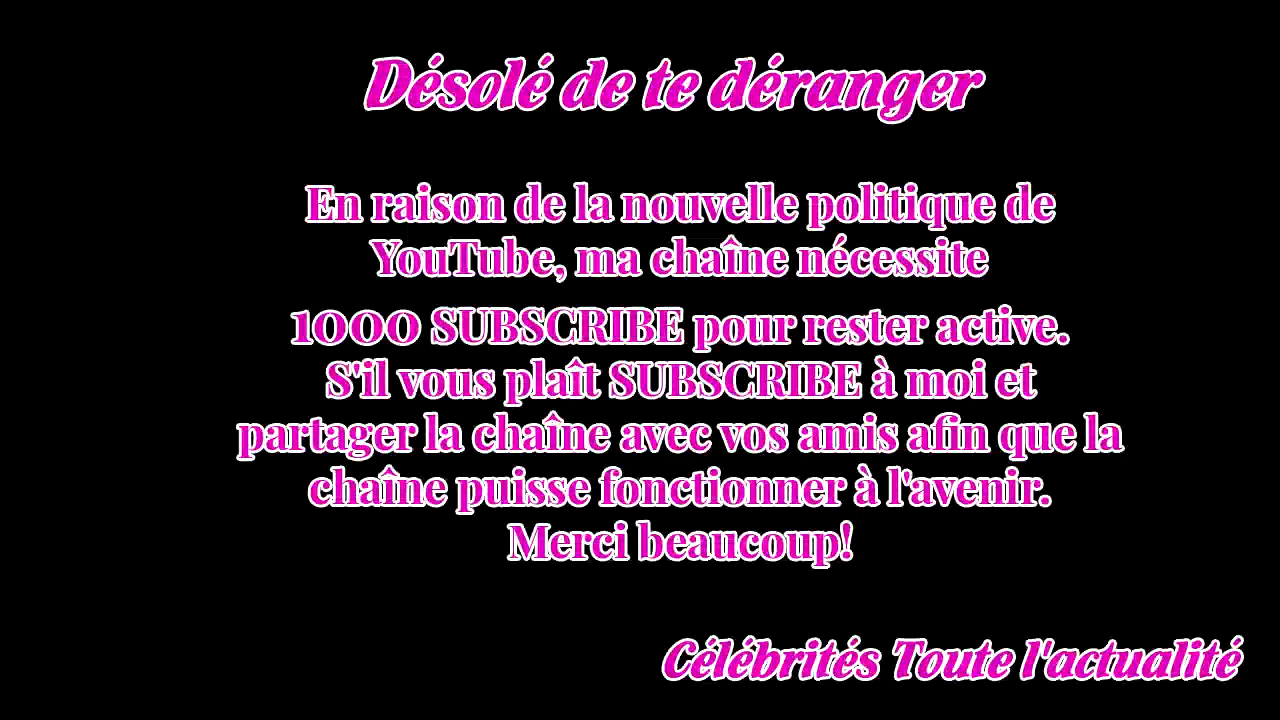 Désolé de te déranger
En raison de la nouvelle politique de
YouTube, ma chaîne nécessite
1000 SUBSCRIBE pour rester active.
S'il vous plaît SUBSCRIBE à moi et
partager la chaîne avec vos amis afin que la
chaîne puisse fonctionner à l'avenir.
Merci beaucoup!
Célébrités Toute l'actualité